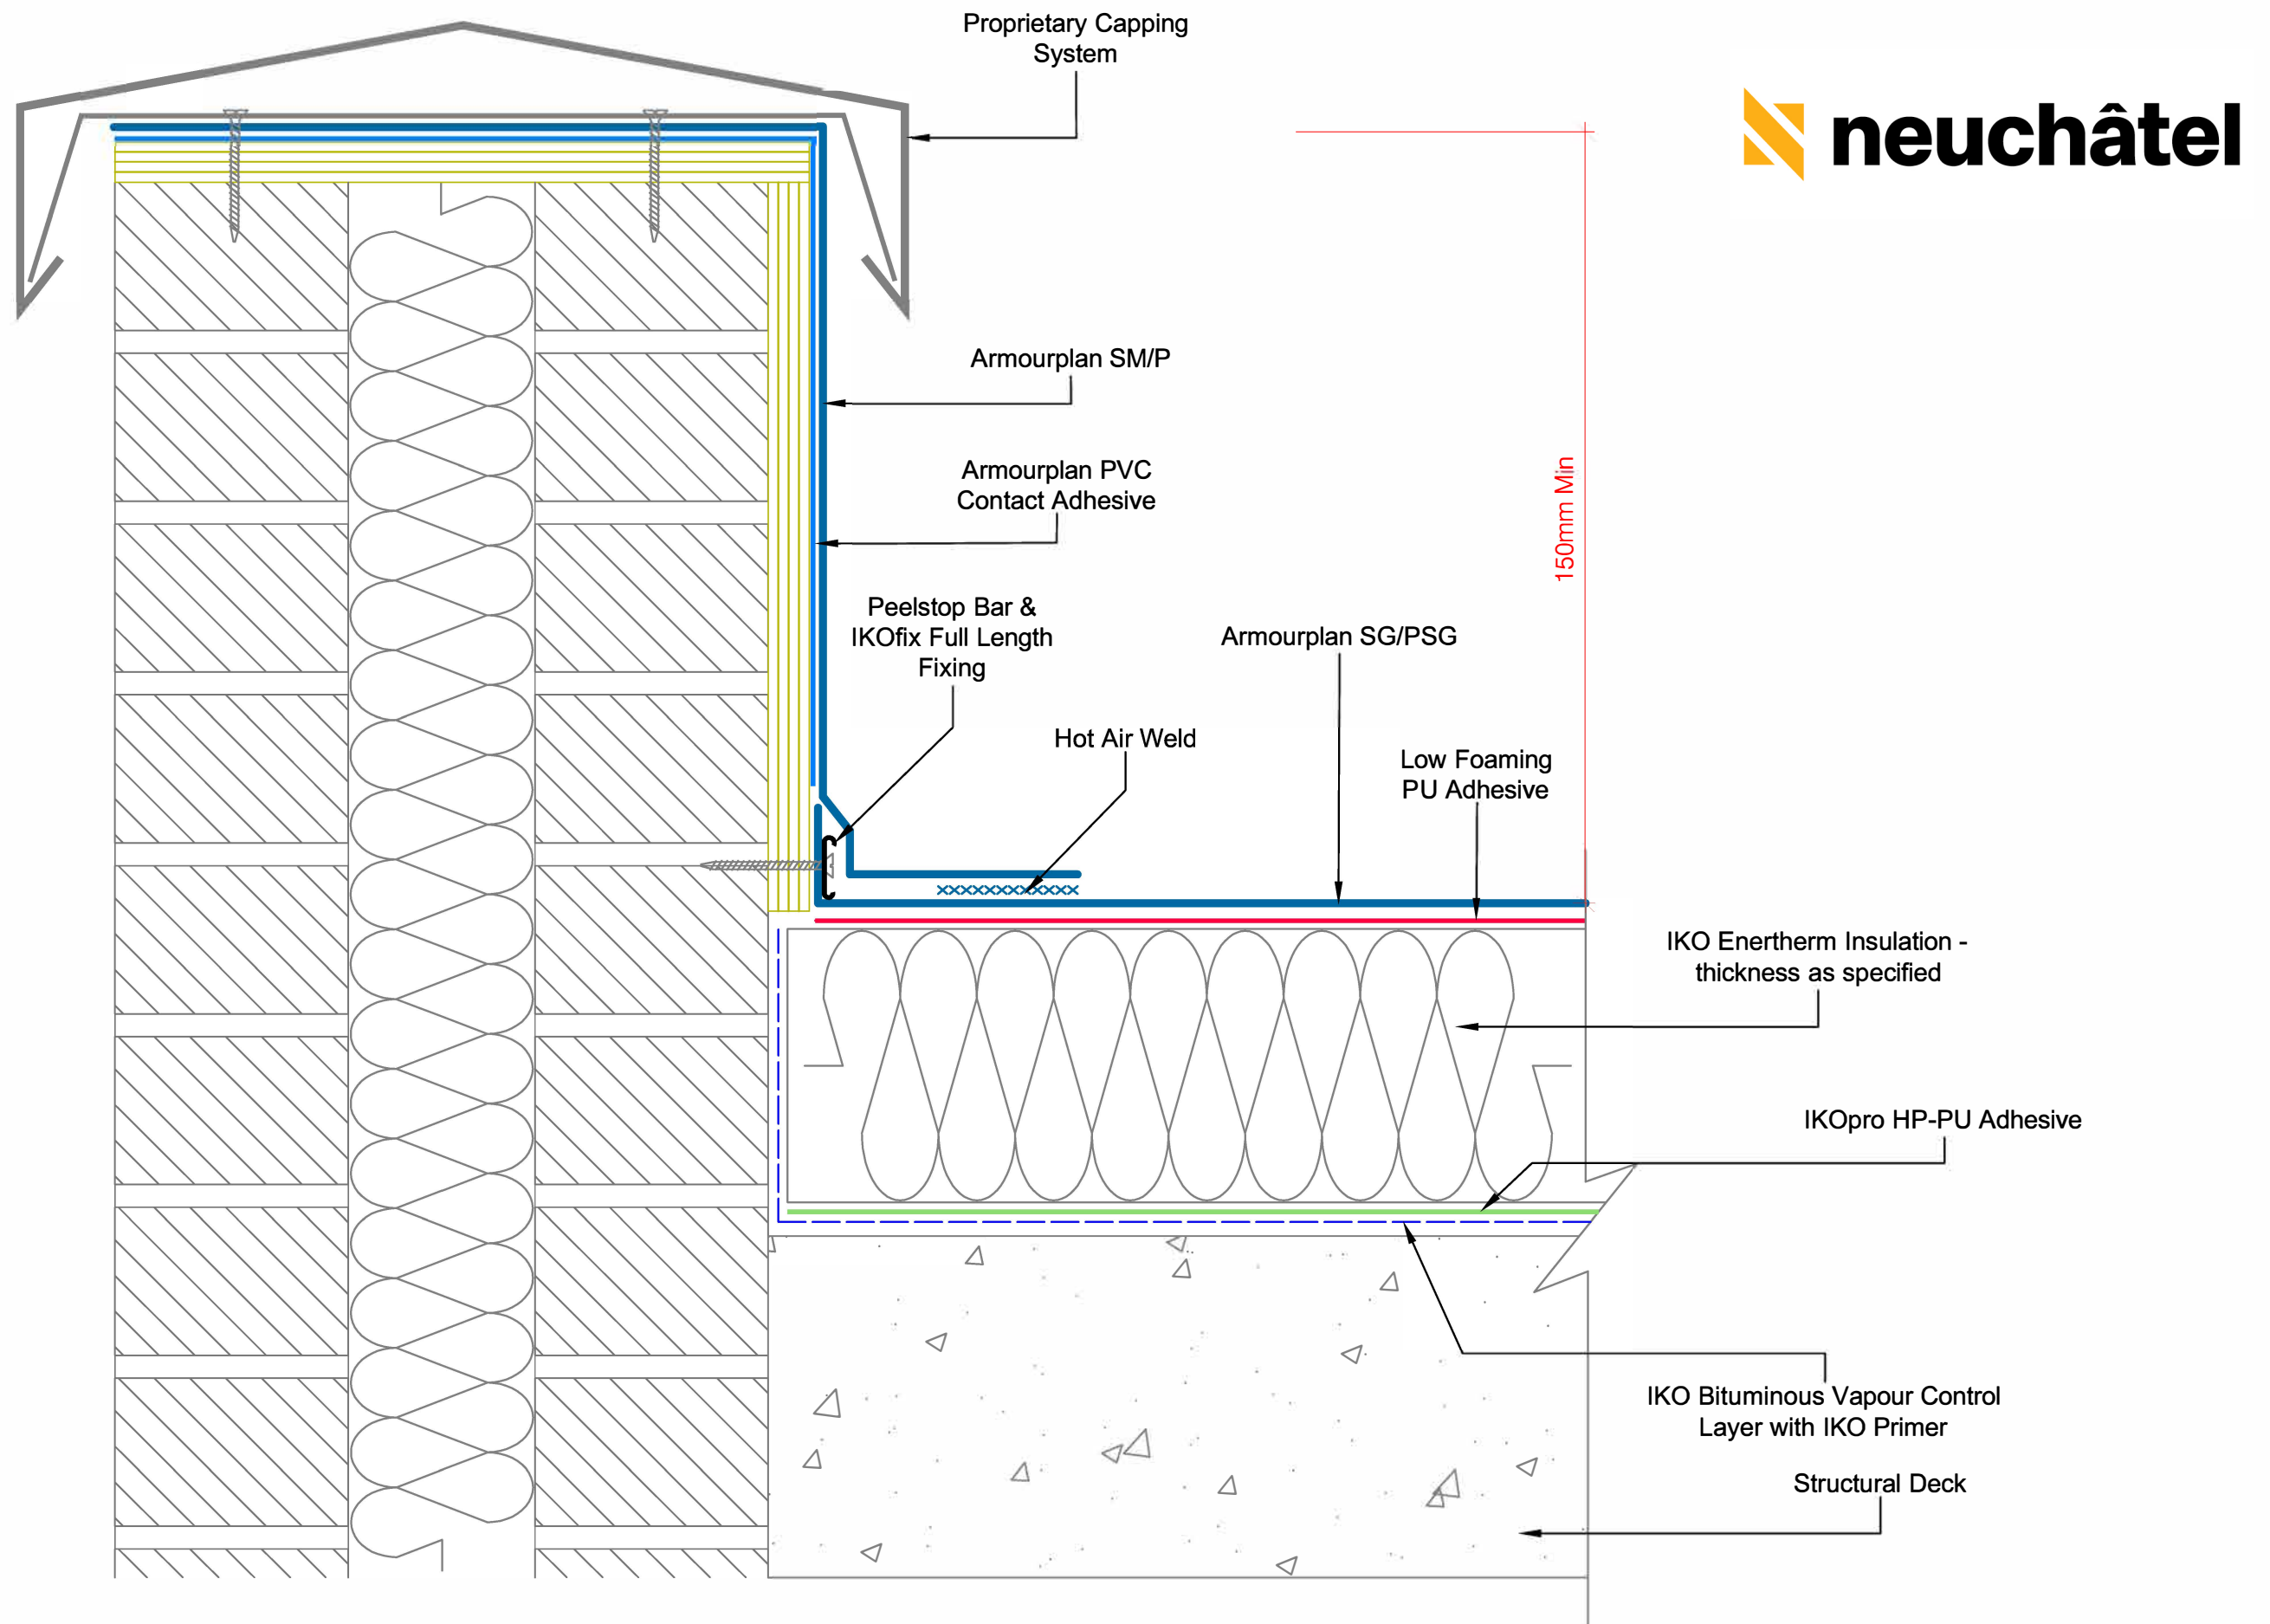 Proprietary Capping
System
neuchâtel
Armourplan SM/P
Armourplan PVC
Contact Adhesive
150mm Min
Peelstop Bar &
IKOfix Full Length
Fixing
Armourplan SG/PSG
Hot Air Weld
Low Foaming
PU Adhesive
IKO Enertherm Insulation -
thickness as specified
IKOpro HP-PU Adhesive
IKO Bituminous Vapour Control
Layer with IKO Primer
Structural Deck